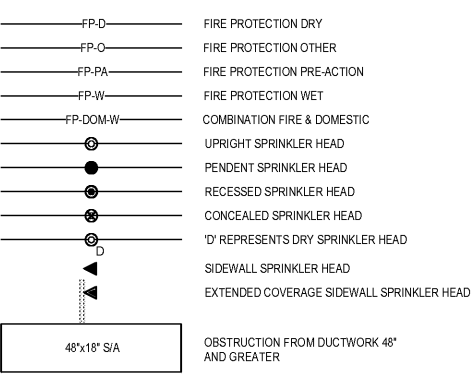 FP-D FIRE PROTECTION DRY
FP-O FIRE PROTECTION OTHER
FP-PA FIRE PROTECTION PRE-ACTION
FP-W FIRE PROTECTION WET
FP-DOM-W COMBINATION FIRE & DOMESTIC
UPRIGHT SPRINKLER HEAD
PENDENT SPRINKLER HEAD
RECESSED SPRINKLER HEAD
CONCEALED SPRINKLER HEAD
'D' REPRESENTS DRY SPRINKLER HEAD
D
SIDEWALL SPRINKLER HEAD
EXTENDED COVERAGE SIDEWALL SPRINKLER HEAD
48"x18" S/A
OBSTRUCTION FROM DUCTWORK 48"
AND GREATER